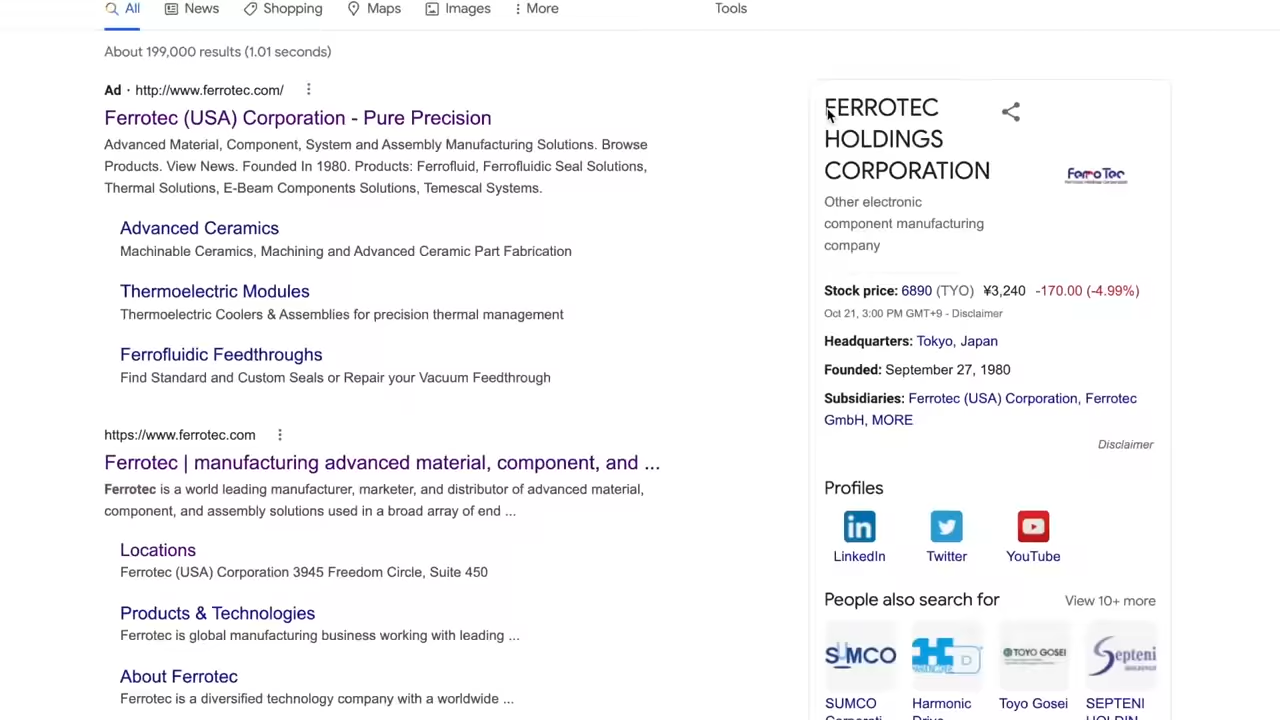 All News Shopping Maps Images More Tools
About 199,000 results (1.01 seconds)
Ad · http://www.ferrotec.com/
Ferrotec (USA) Corporation - Pure Precision
Advanced Material, Component, System and Assembly Manufacturing Solutions. Browse
Products. View News. Founded In 1980. Products: Ferrofluid, Ferrofluidic Seal Solutions,
Thermal Solutions, E-Beam Components Solutions, Temescal Systems.
Advanced Ceramics
Machinable Ceramics, Machining and Advanced Ceramic Part Fabrication
Thermoelectric Modules
Thermoelectric Coolers & Assemblies for precision thermal management
Ferrofluidic Feedthroughs
Find Standard and Custom Seals or Repair your Vacuum Feedthrough
https://www.ferrotec.com
Ferrotec | manufacturing advanced material, component, and ...
Ferrotec is a world leading manufacturer, marketer, and distributor of advanced material,
component, and assembly solutions used in a broad array of end ...
Locations
Ferrotec (USA) Corporation 3945 Freedom Circle, Suite 450
Products & Technologies
Ferrotec is global manufacturing business working with leading ...
About Ferrotec
Ferrotec is a diversified technology company with a worldwide ...
FERROTEC
HOLDINGS
CORPORATION
FerroTec
Other electronic
component manufacturing
company
Stock price: 6890 (TYO) ¥3,240 -170.00 (-4.99%)
Oct 21, 3:00 PM GMT+9 - Disclaimer
Headquarters: Tokyo, Japan
Founded: September 27, 1980
Subsidiaries: Ferrotec (USA) Corporation, Ferrotec
GmbH, MORE
Disclaimer
Profiles
LinkedIn Twitter YouTube
People also search for View 10+ more
SUMCO TOYO GOSEI Septeni
SUMCO Harmonic Toyo Gosei SEPTENI